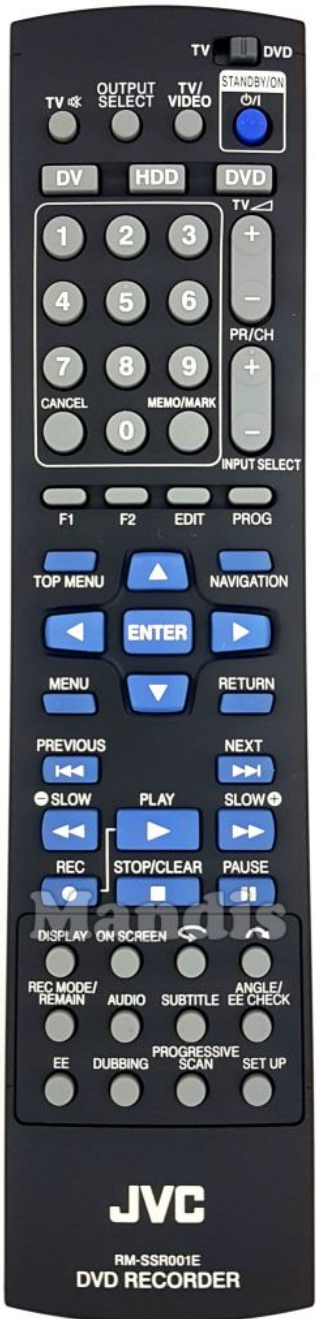 TV DVD
STANDBY/ON
OUTPUT TV/
TV SELECT VIDEO ⏻/I
DV HDD DVD
TV
1 2 3 +
4 5 6 −
PR/CH
7 8 9 +
CANCEL MEMO/MARK
0 −
INPUT SELECT
F1 F2 EDIT PROG
TOP MENU NAVIGATION
ENTER
MENU RETURN
PREVIOUS NEXT
SLOW PLAY SLOW
REC STOP/CLEAR PAUSE
Mandis
DISPLAY ON SCREEN
REC MODE/ ANGLE/
REMAIN AUDIO SUBTITLE EE CHECK
PROGRESSIVE
EE DUBBING SCAN SET UP
JVC
RM-SSR001E
DVD RECORDER